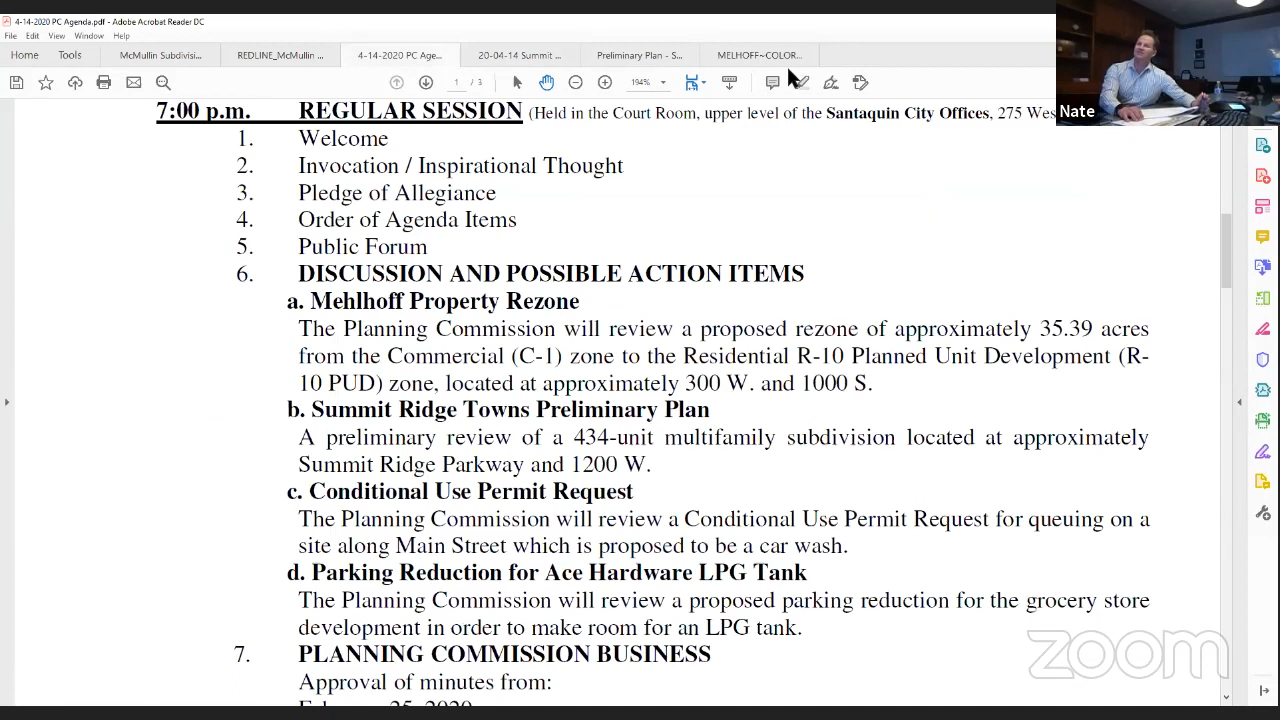 4-14-2020 PC Agenda.pdf - Adobe Acrobat Reader DC
File Edit View Window Help
Home Tools McMullin Subdivisi... REDLINE_McMullin ... 4-14-2020 PC Age... 20-14-14 Summit ... Preliminary Plan - S... MELHOFF~COLOR...
1 / 3 194%
Nate
7:00 p.m. REGULAR SESSION (Held in the Court Room, upper level of the Santaquin City Offices, 275 Wes
1. Welcome
2. Invocation / Inspirational Thought
3. Pledge of Allegiance
4. Order of Agenda Items
5. Public Forum
6. DISCUSSION AND POSSIBLE ACTION ITEMS
a. Mehlhoff Property Rezone
The Planning Commission will review a proposed rezone of approximately 35.39 acres
from the Commercial (C-1) zone to the Residential R-10 Planned Unit Development (R-
10 PUD) zone, located at approximately 300 W. and 1000 S.
b. Summit Ridge Towns Preliminary Plan
A preliminary review of a 434-unit multifamily subdivision located at approximately
Summit Ridge Parkway and 1200 W.
c. Conditional Use Permit Request
The Planning Commission will review a Conditional Use Permit Request for queuing on a
site along Main Street which is proposed to be a car wash.
d. Parking Reduction for Ace Hardware LPG Tank
The Planning Commission will review a proposed parking reduction for the grocery store
development in order to make room for an LPG tank.
7. PLANNING COMMISSION BUSINESS
Approval of minutes from:
zoom